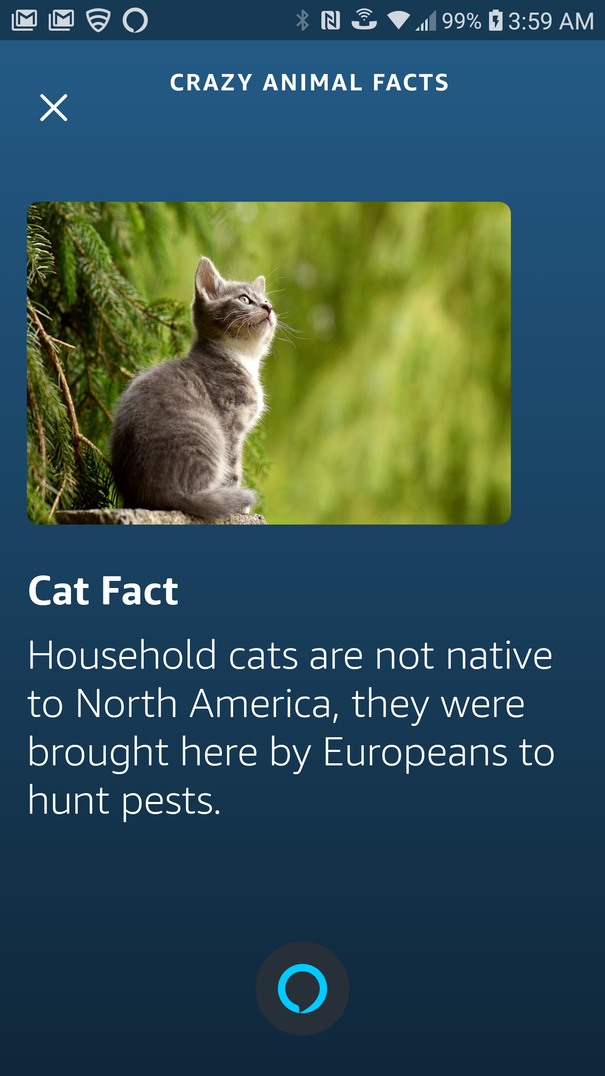 99% 3:59 AM
CRAZY ANIMAL FACTS
Cat Fact
Household cats are not native
to North America, they were
brought here by Europeans to
hunt pests.